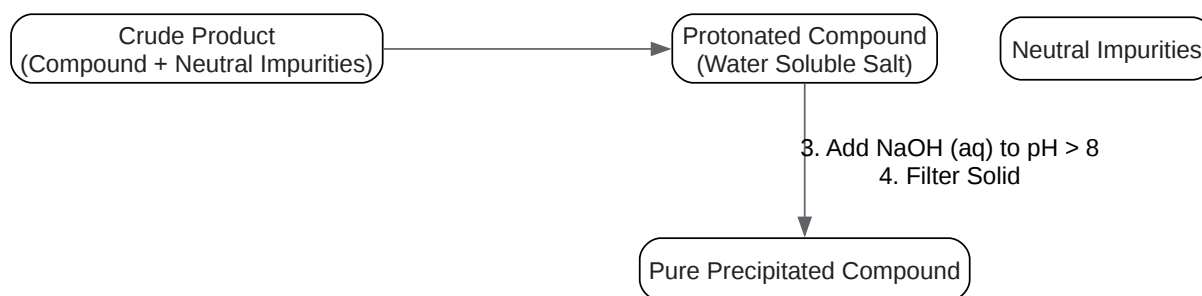 Crude Product
(Compound + Neutral Impurities)
Protonated Compound
(Water Soluble Salt)
Neutral Impurities
3. Add NaOH (aq) to pH > 8
4. Filter Solid
Pure Precipitated Compound